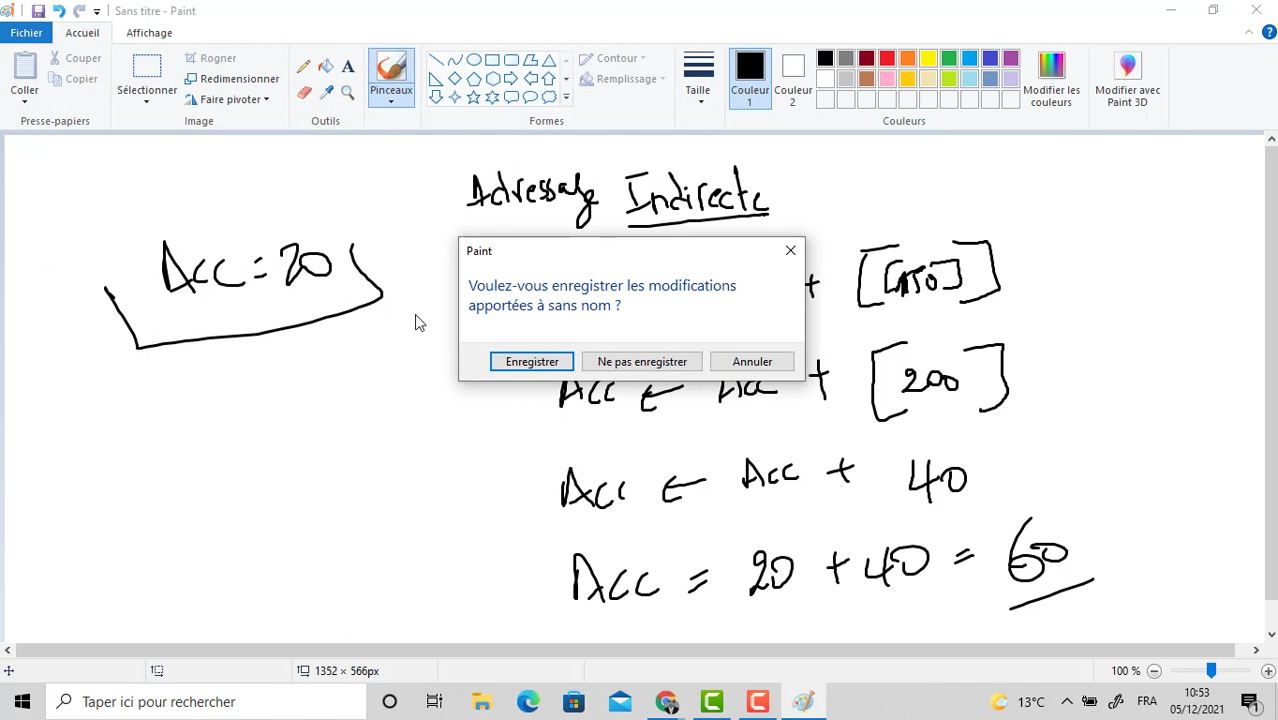 Sans titre - Paint
Fichier Accueil Affichage
Coller
Couper
Copier
Presse-papiers
Sélectionner
Rogner
Redimensionner
Faire pivoter
Image
A
Outils
Pinceaux
Contour
Remplissage
Formes
Taille
Couleur 1
Couleur 2
Modifier les couleurs
Couleurs
Modifier avec Paint 3D
Adressage Indirecte
Acc = 20
+ [[150]]
Paint
Voulez-vous enregistrer les modifications
apportées à sans nom ?
Enregistrer Ne pas enregistrer Annuler
Acc ← Acc + [200]
Acc ← Acc + 40
Acc = 20 + 40 = 60
1352 × 566px
100 %
Taper ici pour rechercher
13°C
FRA
10:53
05/12/2021